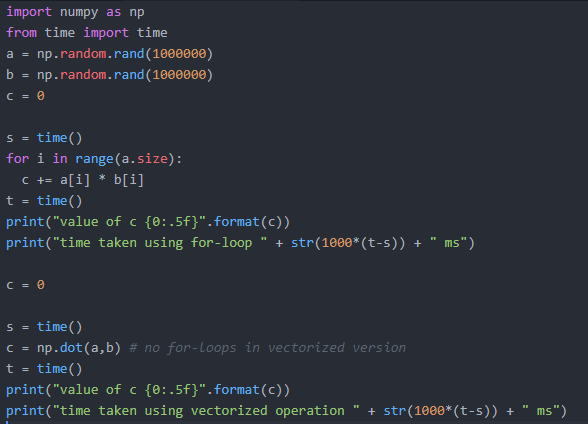 import numpy as np
from time import time
a = np.random.rand(1000000)
b = np.random.rand(1000000)
c = 0

s = time()
for i in range(a.size):
  c += a[i] * b[i]
t = time()
print("value of c {0:.5f}".format(c))
print("time taken using for-loop " + str(1000*(t-s)) + " ms")

c = 0

s = time()
c = np.dot(a,b) # no for-loops in vectorized version
t = time()
print("value of c {0:.5f}".format(c))
print("time taken using vectorized operation " + str(1000*(t-s)) + " ms")